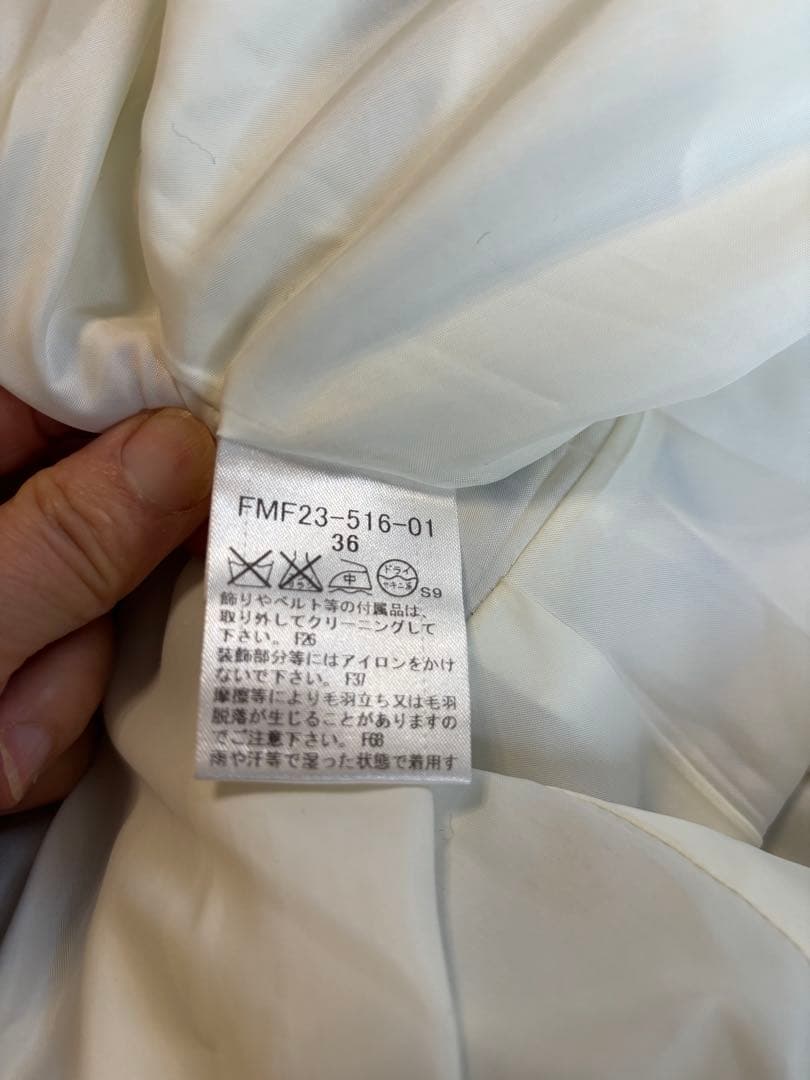 FMF23-516-01
36
中 ドライ セキユ系 S9
飾りやベルト等の付属品は、
取り外してクリーニングして
下さい。 F26
装飾部分等にはアイロンをかけ
ないで下さい。 F37
摩擦等により毛羽立ち又は毛羽
脱落が生じることがありますの
でご注意下さい。 F68
雨や汗等で湿った状態で着用す